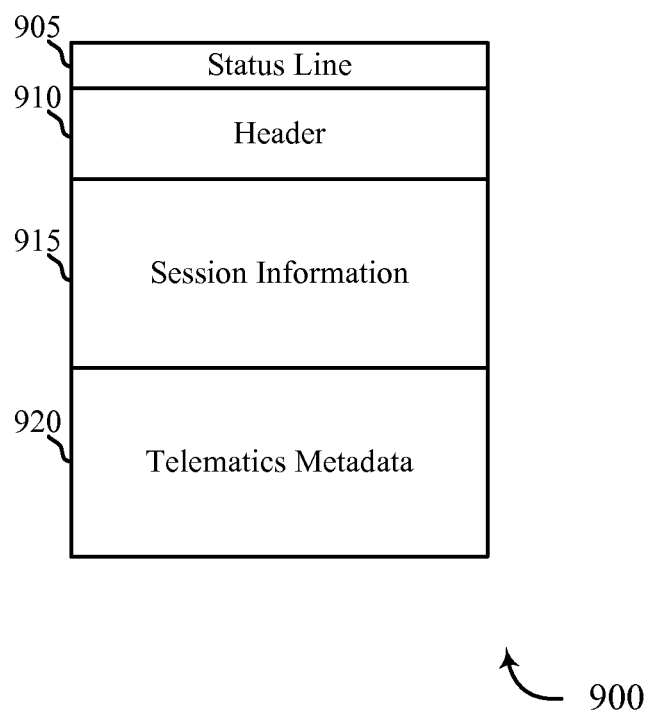 905
Status Line
910
Header
915
Session Information
920
Telematics Metadata
900